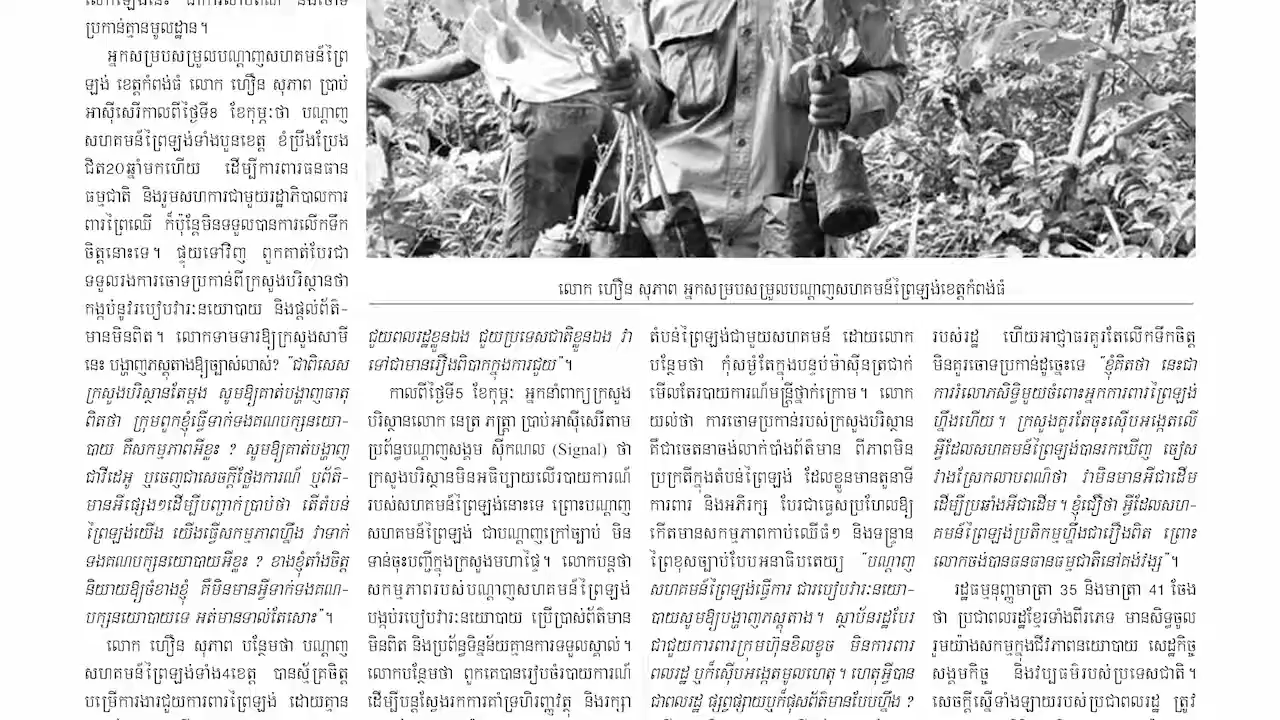 ប្រកាន់គ្មានមូលដ្ឋាន។
អ្នកសម្របសម្រួលបណ្ដាញសហគមន៍ព្រៃ
ឡង់ ខេត្តកំពង់ធំ លោក ហឿន សុភាព ប្រាប់
អាស៊ីសេរីកាលពីថ្ងៃទី8 ខែកុម្ភៈថា បណ្ដាញ
សហគមន៍ព្រៃឡង់ទាំងបួនខេត្ត ខំប្រឹងប្រែង
ជិត20ឆ្នាំមកហើយ ដើម្បីការពារធនធាន
ធម្មជាតិ និងរួមសហការជាមួយរដ្ឋាភិបាលការ
ពារព្រៃឈើ ក៏ប៉ុន្តែមិនទទួលបានការលើកទឹក
ចិត្តនោះទេ។ ផ្ទុយទៅវិញ ពួកគាត់បែរជា
ទទួលរងការចោទប្រកាន់ពីក្រសួងបរិស្ថានថា
កង្កប់នូវរបៀបវារៈនយោបាយ និងផ្ដល់ព័ត៌-
មានមិនពិត។ លោកទាមទារឱ្យក្រសួងសាមី
នេះ បង្ហាញភស្តុតាងឱ្យច្បាស់លាស់? "ជាពិសេស
ក្រសួងបរិស្ថានតែម្ដង សូមឱ្យគាត់បង្ហាញធាតុ
ពិតថា ក្រុមពួកខ្ញុំធ្វើទាក់ទងគណបក្សនយោ-
បាយ គឺសកម្មភាពអីខ្លះ ? សូមឱ្យគាត់បង្ហាញ
ជាវីដេអូ ឬចេញជាសេចក្ដីថ្លែងការណ៍ ឬព័ត៌-
មានអីផ្សេងៗដើម្បីបញ្ជាក់ប្រាប់ថា តើតំបន់
ព្រៃឡង់យើង យើងធ្វើសកម្មភាពហ្នឹង វាទាក់
ទងគណបក្សនយោបាយអីខ្លះ ? ខាងខ្ញុំតាំងចិត្ត
និយាយឱ្យចំខាងខ្ញុំ គឺមិនមានអ្វីទាក់ទងគណ-
បក្សនយោបាយទេ អត់មានទាល់តែសោះ"។
លោក ហឿន សុភាព បន្ថែមថា បណ្ដាញ
សហគមន៍ព្រៃឡង់ទាំង4ខេត្ត បានស្ម័គ្រចិត្ត
បម្រើការងារជួយការពារព្រៃឡង់ ដោយគ្មាន
លោក ហឿន សុភាព អ្នកសម្របសម្រួលបណ្ដាញសហគមន៍ព្រៃឡង់ខេត្តកំពង់ធំ
ជួយពលរដ្ឋខ្លួនឯង ជួយប្រទេសជាតិខ្លួនឯង វា
ទៅជាមានរឿងពិបាកក្នុងការជួយ"។
កាលពីថ្ងៃទី5 ខែកុម្ភៈ អ្នកនាំពាក្យក្រសួង
បរិស្ថានលោក នេត្រ ភក្ត្រា ប្រាប់អាស៊ីសេរីតាម
ប្រព័ន្ធបណ្ដាញសង្គម ស៊ីកណល (Signal) ថា
ក្រសួងបរិស្ថានមិនអធិប្បាយលើរបាយការណ៍
របស់សហគមន៍ព្រៃឡង់នោះទេ ព្រោះបណ្ដាញ
សហគមន៍ព្រៃឡង់ ជាបណ្ដាញក្រៅច្បាប់ មិន
ទាន់ចុះបញ្ជីក្នុងក្រសួងមហាផ្ទៃ។ លោកបន្តថា
សកម្មភាពរបស់បណ្ដាញសហគមន៍ព្រៃឡង់
បង្កប់របៀបវារៈនយោបាយ ប្រើប្រាស់ព័ត៌មាន
មិនពិត និងប្រព័ន្ធទិន្នន័យគ្មានការទទួលស្គាល់។
លោកបន្ថែមថា ពួកគេបានរៀបចំរបាយការណ៍
ដើម្បីបន្តស្វែងរកការគាំទ្រហិរញ្ញវត្ថុ និងរក្សា
តំបន់ព្រៃឡង់ជាមួយសហគមន៍ ដោយលោក
បន្ថែមថា កុំសម្ងំតែក្នុងបន្ទប់ម៉ាស៊ីនត្រជាក់
មើលតែរបាយការណ៍មន្ត្រីថ្នាក់ក្រោម។ លោក
យល់ថា ការចោទប្រកាន់របស់ក្រសួងបរិស្ថាន
គឺជាចេតនាចង់លាក់បាំងព័ត៌មាន ពីភាពមិន
ប្រក្រតីក្នុងតំបន់ព្រៃឡង់ ដែលខ្លួនមានតួនាទី
ការពារ និងអភិរក្ស បែរជាធ្វេសប្រហែលឱ្យ
កើតមានសកម្មភាពកាប់ឈើធំៗ និងទន្ទ្រាន
ព្រៃខុសច្បាប់បែបអនាធិបតេយ្យ "បណ្ដាញ
សហគមន៍ព្រៃឡង់ធ្វើការ ជារបៀបវារៈនយោ-
បាយសូមឱ្យបង្ហាញភស្តុតាង។ ស្ថាប័នរដ្ឋបែរ
ជាជួយការពារក្រុមហ៊ុនខិលខូច មិនការពារ
ពលរដ្ឋ ឬក៏ស៊ើបអង្កេតមូលហេតុ។ ហេតុអ្វីបាន
ជាពលរដ្ឋ ផ្សព្វផ្សាយឬក៏ផុសព័ត៌មានបែបហ្នឹង ?
របស់រដ្ឋ ហើយអាជ្ញាធរគួរតែលើកទឹកចិត្ត
មិនគួរចោទប្រកាន់ដូច្នេះទេ "ខ្ញុំគិតថា នេះជា
ការរំលោភសិទ្ធិមួយចំពោះអ្នកការពារព្រៃឡង់
ហ្នឹងហើយ។ ក្រសួងគួរតែចុះស៊ើបអង្កេតលើ
អ្វីដែលសហគមន៍ព្រៃឡង់បានរកឃើញ ចៀស
វាងស្រែកលាបពណ៌ថា វាមិនមានអីជាដើម
ដើម្បីប្រឆាំងអីជាដើម។ ខ្ញុំជឿថា អ្វីដែលសហ-
គមន៍ព្រៃឡង់ប្រតិកម្មហ្នឹងជារឿងពិត ព្រោះ
លោកចង់បានធនធានធម្មជាតិនៅគង់វង្ស"។
រដ្ឋធម្មនុញ្ញមាត្រា 35 និងមាត្រា 41 ចែង
ថា ប្រជាពលរដ្ឋខ្មែរទាំងពីរភេទ មានសិទ្ធចូល
រួមយ៉ាងសកម្មក្នុងជីវភាពនយោបាយ សេដ្ឋកិច្ច
សង្គមកិច្ច និងវប្បធម៌របស់ប្រទេសជាតិ។
សេចក្ដីស្នើទាំងឡាយរបស់ប្រជាពលរដ្ឋ ត្រូវ